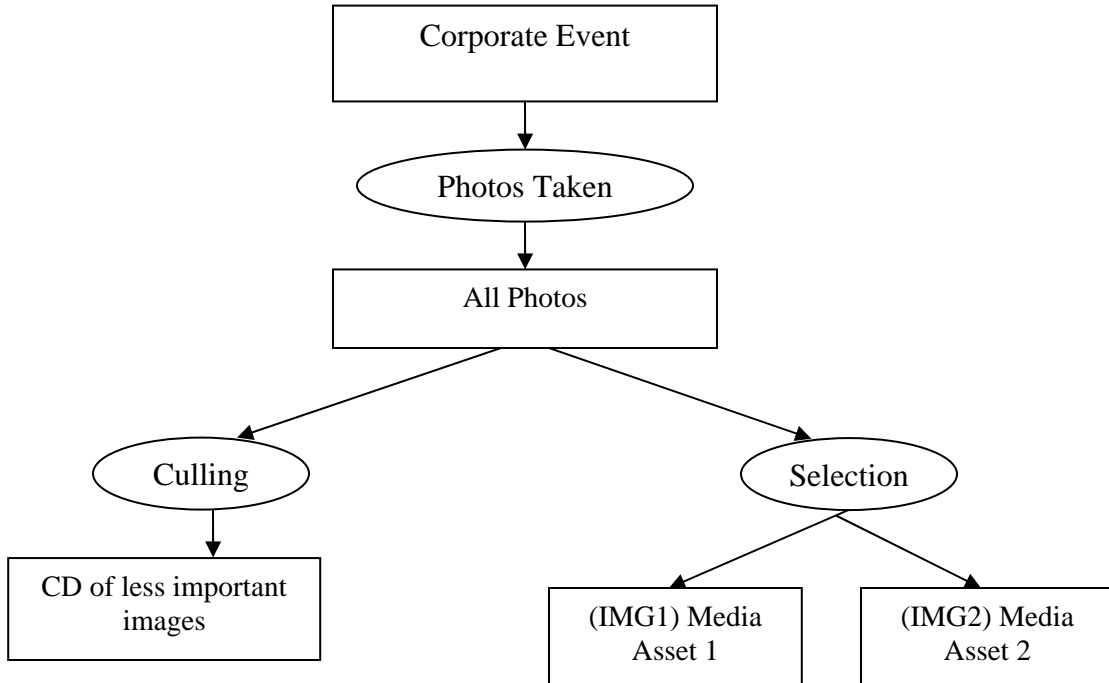 Corporate Event
Photos Taken
All Photos
Culling
Selection
CD of less important
images
(IMG1) Media
Asset 1
(IMG2) Media
Asset 2